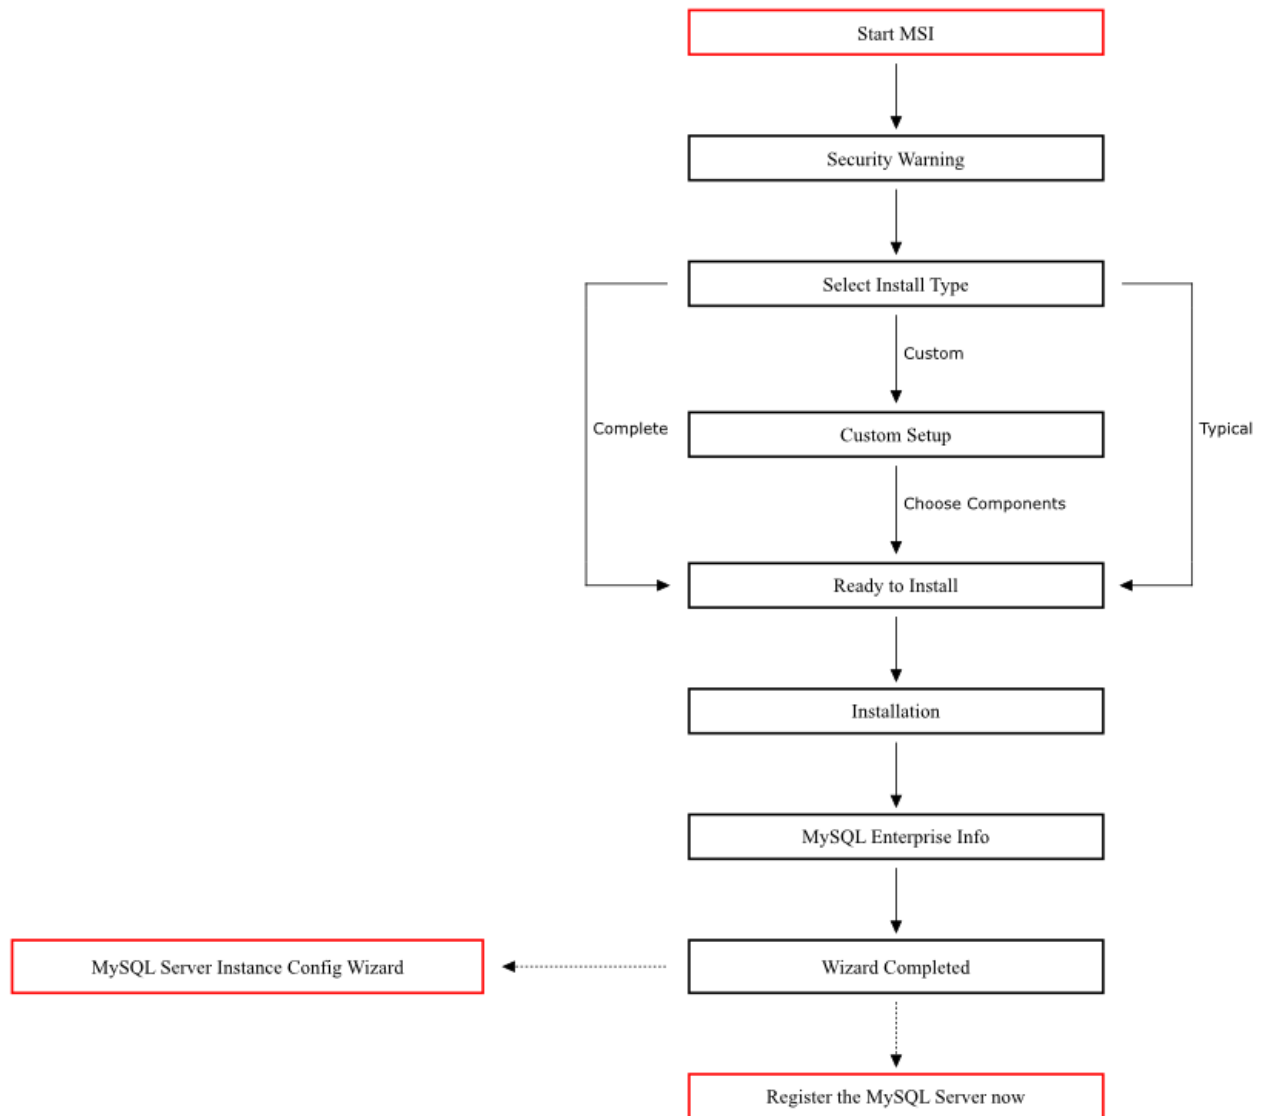 Start MSI
Security Warning
Select Install Type
Custom
Complete
Custom Setup
Typical
Choose Components
Ready to Install
Installation
MySQL Enterprise Info
MySQL Server Instance Config Wizard
Wizard Completed
Register the MySQL Server now